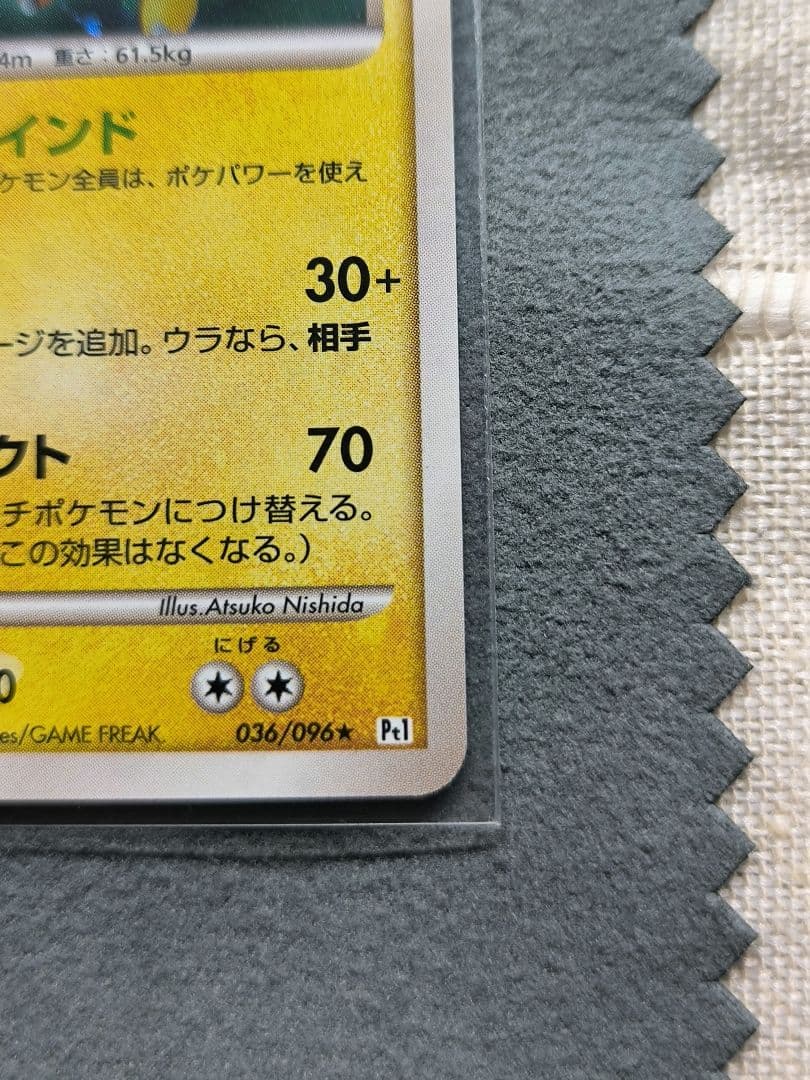 4m 重さ：61.5kg
インド
ケモン全員は、ポケパワーを使え
30+
ージを追加。ウラなら、相手
クト 70
チポケモンにつけ替える。
この効果はなくなる。）
Illus.Atsuko Nishida
にげる
0
es/GAME FREAK. 036/096★ Pt1